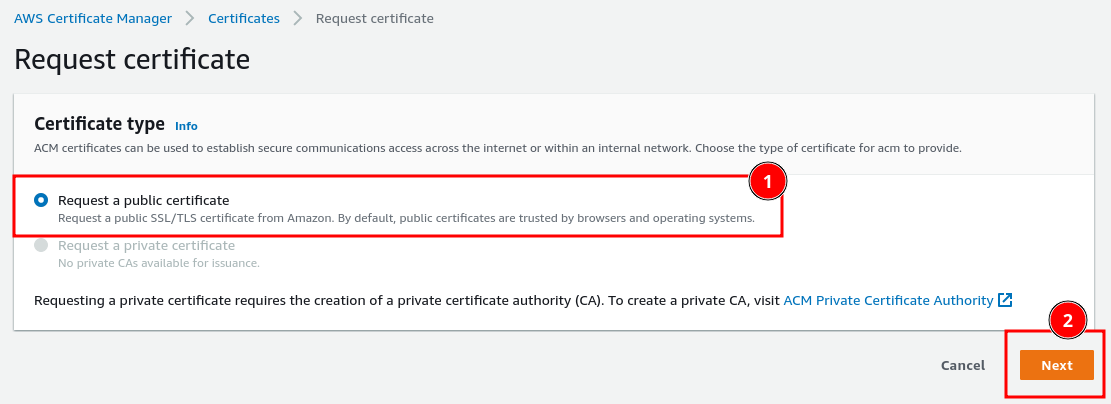 AWS Certificate Manager > Certificates > Request certificate
Request certificate
Certificate type Info
ACM certificates can be used to establish secure communications access across the internet or within an internal network. Choose the type of certificate for acm to provide.
1
Request a public certificate
Request a public SSL/TLS certificate from Amazon. By default, public certificates are trusted by browsers and operating systems.
Request a private certificate
No private CAs available for issuance.
Requesting a private certificate requires the creation of a private certificate authority (CA). To create a private CA, visit ACM Private Certificate Authority
2
Cancel Next